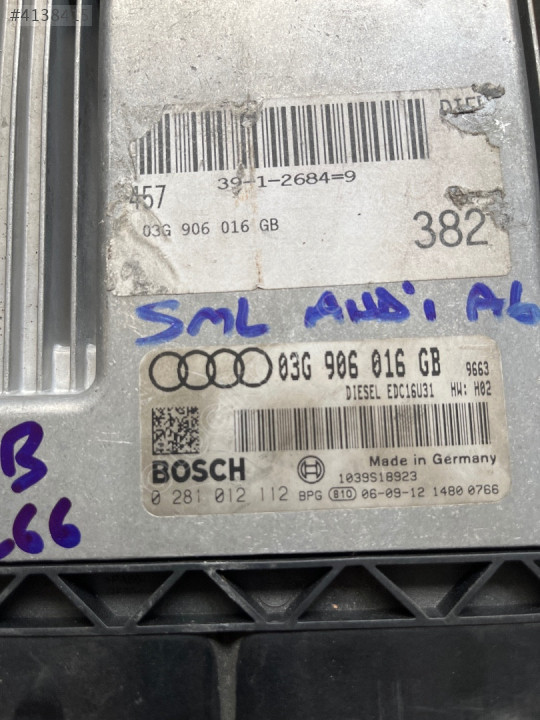 39-1-2684=9
457
03G 906 016 GB
382
SML AUDi A6
03G 906 016 GB 9663
DIESEL EDC16U31 HW: H02
BOSCH
Made in Germany
1039S18923
0 281 012 112 BPG 810 06-09-12 1480 0766
B
66